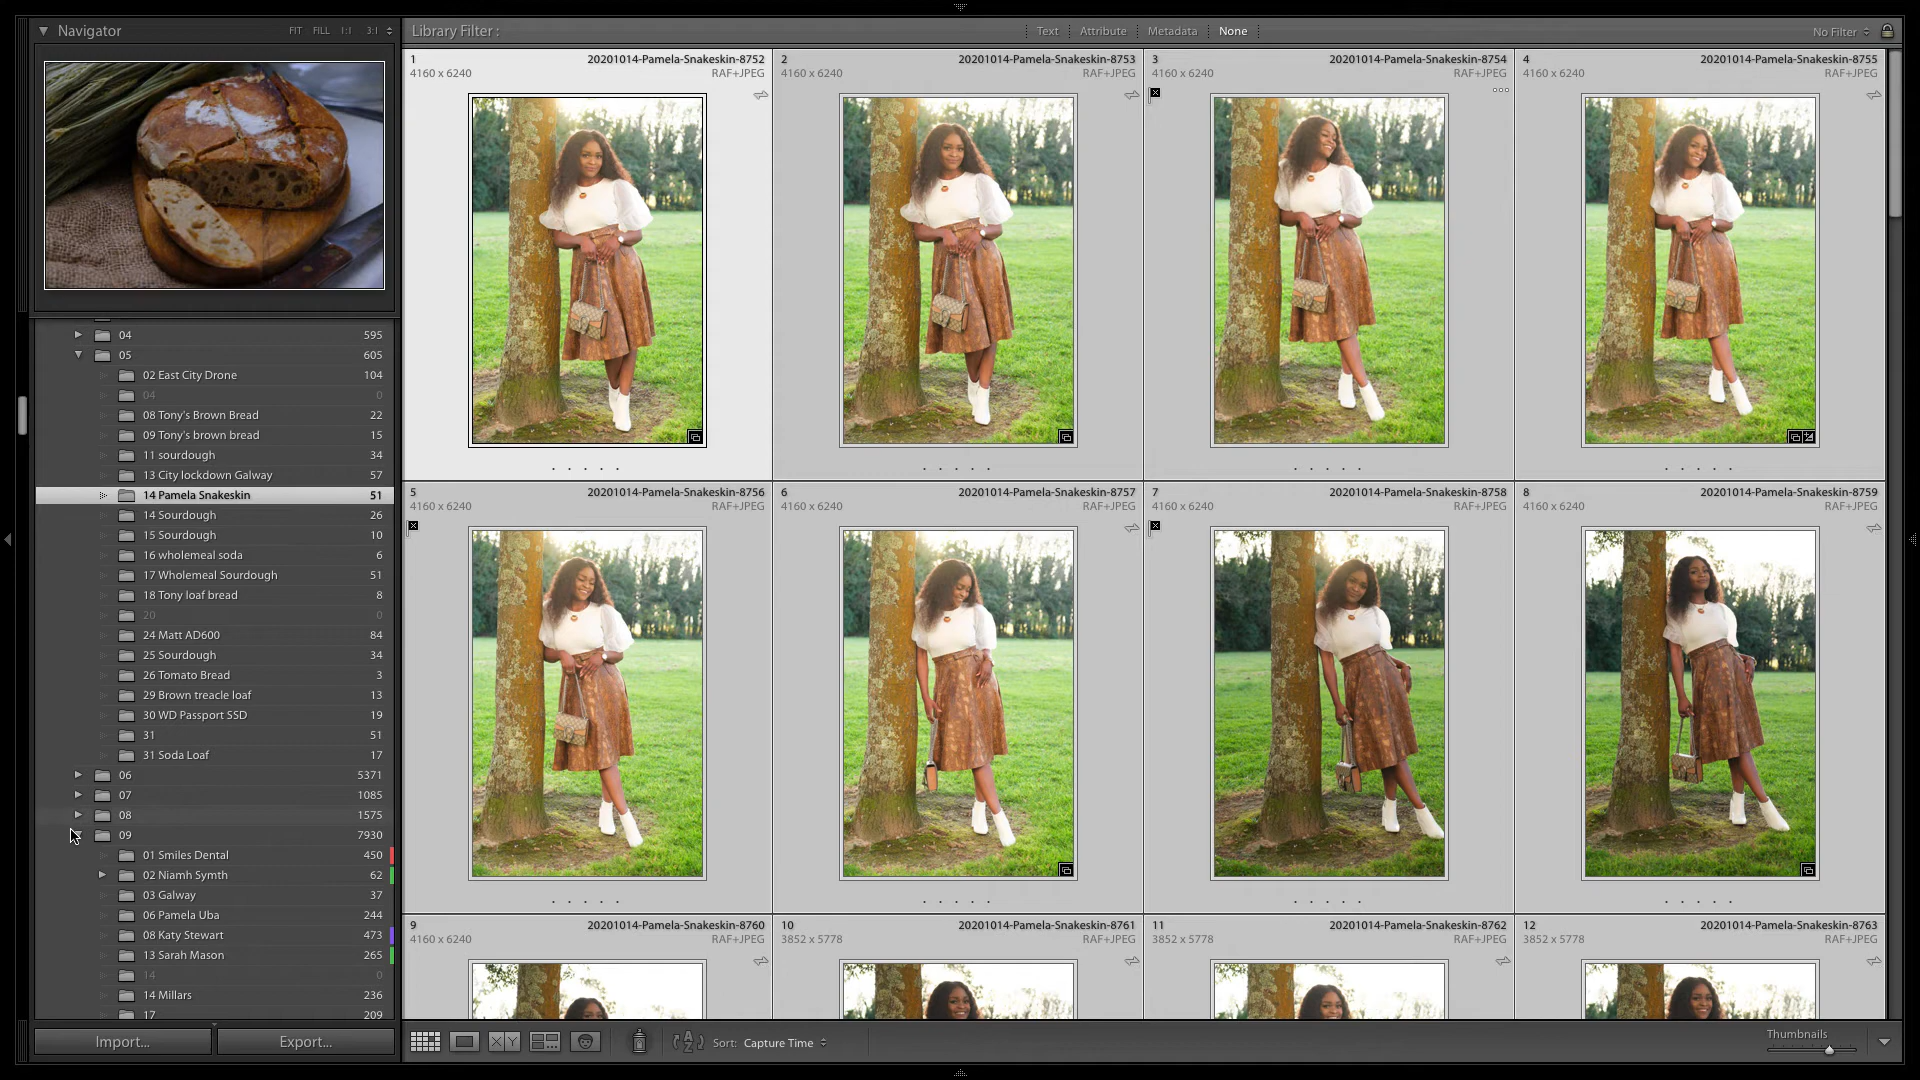 Navigator FIT FILL 1:1 3:1
Library Filter : Text Attribute Metadata None No Filter
04 595
05 605
02 East City Drone 104
04 0
08 Tony's Brown Bread 22
09 Tony's brown bread 15
11 sourdough 34
13 City lockdown Galway 57
14 Pamela Snakeskin 51
14 Sourdough 26
15 Sourdough 10
16 wholemeal soda 6
17 Wholemeal Sourdough 51
18 Tony loaf bread 8
20 0
24 Matt AD600 84
25 Sourdough 34
26 Tomato Bread 3
29 Brown treacle loaf 13
30 WD Passport SSD 19
31 51
31 Soda Loaf 17
06 5371
07 1085
08 1575
09 7930
01 Smiles Dental 450
02 Niamh Symth 62
03 Galway 37
06 Pamela Uba 244
08 Katy Stewart 473
13 Sarah Mason 265
14 0
14 Millars 236
17 209
Import... Export...
1 20201014-Pamela-Snakeskin-8752
4160 x 6240 RAF+JPEG
2 20201014-Pamela-Snakeskin-8753
4160 x 6240 RAF+JPEG
3 20201014-Pamela-Snakeskin-8754
4160 x 6240 RAF+JPEG
4 20201014-Pamela-Snakeskin-8755
4160 x 6240 RAF+JPEG
5 20201014-Pamela-Snakeskin-8756
4160 x 6240 RAF+JPEG
6 20201014-Pamela-Snakeskin-8757
4160 x 6240 RAF+JPEG
7 20201014-Pamela-Snakeskin-8758
4160 x 6240 RAF+JPEG
8 20201014-Pamela-Snakeskin-8759
4160 x 6240 RAF+JPEG
9 20201014-Pamela-Snakeskin-8760
4160 x 6240 RAF+JPEG
10 20201014-Pamela-Snakeskin-8761
3852 x 5778 RAF+JPEG
11 20201014-Pamela-Snakeskin-8762
3852 x 5778 RAF+JPEG
12 20201014-Pamela-Snakeskin-8763
3852 x 5778 RAF+JPEG
XY Sort: Capture Time Thumbnails